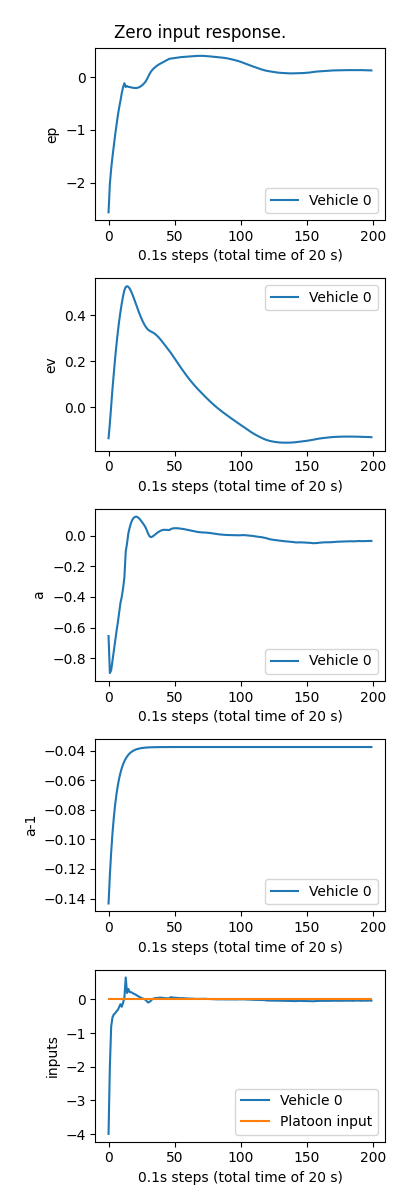 Zero input response.
0
−1
−2
ep
Vehicle 0
0 50 100 150 200
0.1s steps (total time of 20 s)
0.4
0.2
0.0
ev
Vehicle 0
0 50 100 150 200
0.1s steps (total time of 20 s)
0.0
−0.2
−0.4
−0.6
−0.8
a
Vehicle 0
0 50 100 150 200
0.1s steps (total time of 20 s)
−0.04
−0.06
−0.08
−0.10
−0.12
−0.14
a-1
Vehicle 0
0 50 100 150 200
0.1s steps (total time of 20 s)
0
−1
−2
−3
−4
inputs
Vehicle 0
Platoon input
0 50 100 150 200
0.1s steps (total time of 20 s)